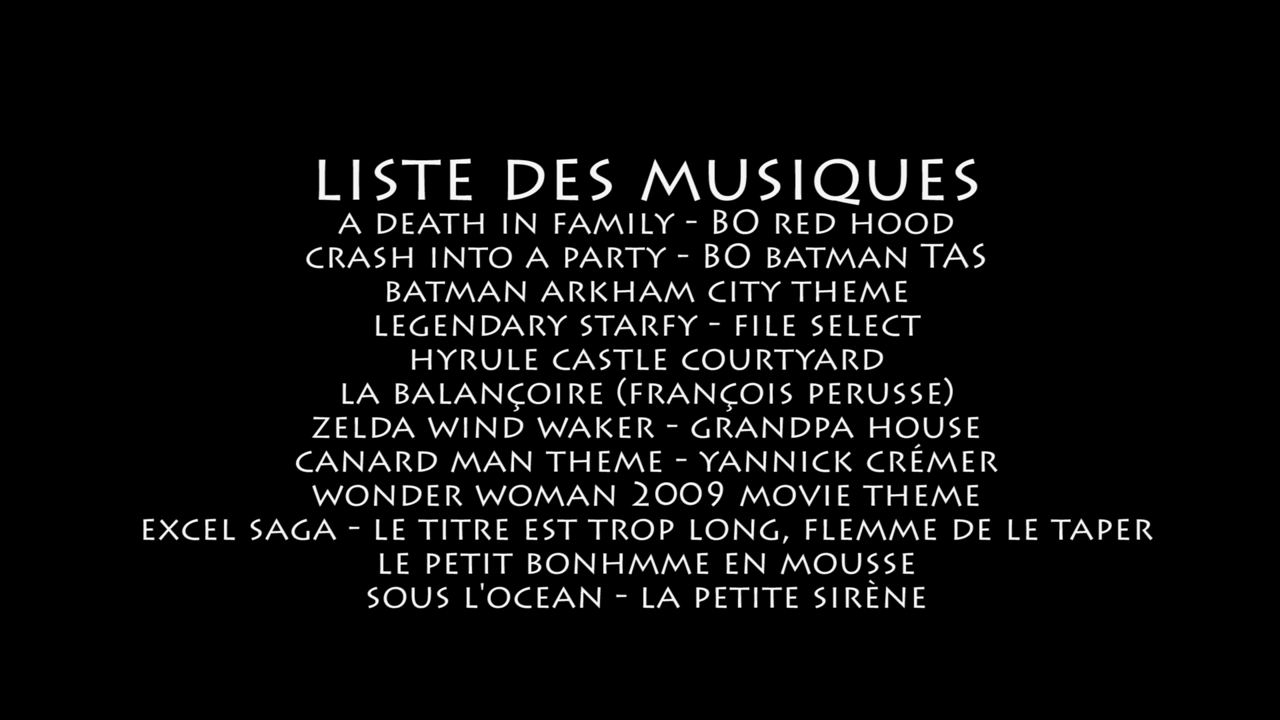 LISTE DES MUSIQUES
A DEATH IN FAMILY - BO RED HOOD
CRASH INTO A PARTY - BO BATMAN TAS
BATMAN ARKHAM CITY THEME
LEGENDARY STARFY - FILE SELECT
HYRULE CASTLE COURTYARD
LA BALANÇOIRE (FRANÇOIS PERUSSE)
ZELDA WIND WAKER - GRANDPA HOUSE
CANARD MAN THEME - YANNICK CRÉMER
WONDER WOMAN 2009 MOVIE THEME
EXCEL SAGA - LE TITRE EST TROP LONG, FLEMME DE LE TAPER
LE PETIT BONHMME EN MOUSSE
SOUS L'OCEAN - LA PETITE SIRÈNE